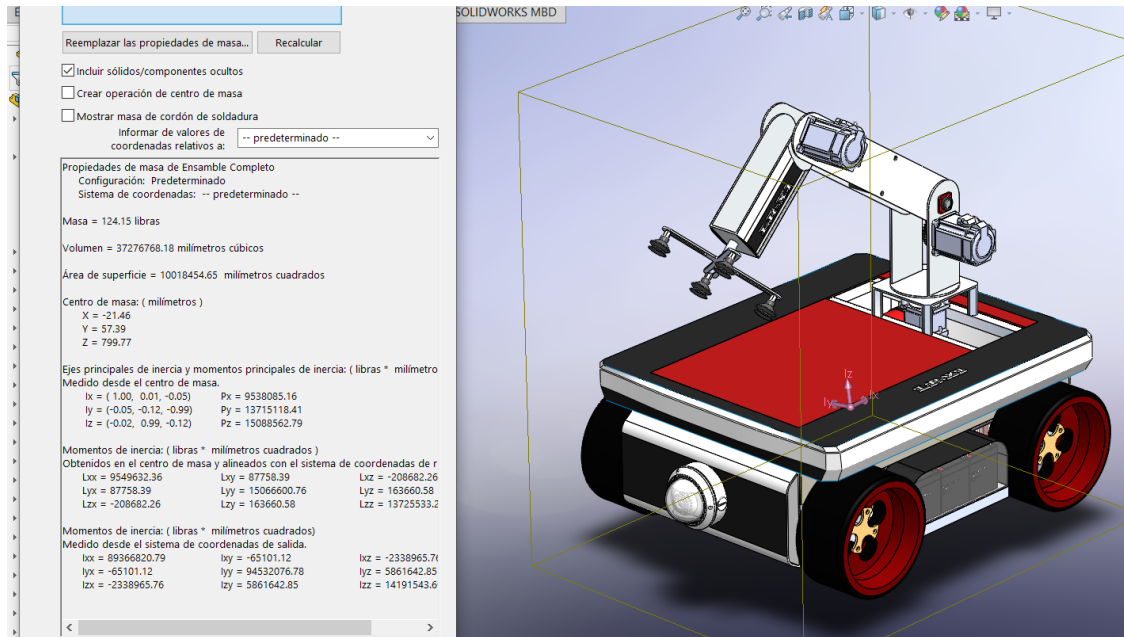 SOLIDWORKS MBD
Reemplazar las propiedades de masa...
Recalcular
Incluir sólidos/componentes ocultos
Crear operación de centro de masa
Mostrar masa de cordón de soldadura
Informar de valores de
coordenadas relativos a:
-- predeterminado --
Propiedades de masa de Ensamble Completo
Configuración: Predeterminado
Sistema de coordenadas: -- predeterminado --
Masa = 124.15 libras
Volumen = 37276768.18 milímetros cúbicos
Área de superficie = 10018454.65 milímetros cuadrados
Centro de masa: ( milímetros )
X = -21.46
Y = 57.39
Z = 799.77
Ejes principales de inercia y momentos principales de inercia: ( libras * milímetro
Medido desde el centro de masa.
Ix = ( 1.00, 0.01, -0.05) Px = 9538085.16
Iy = (-0.05, -0.12, -0.99) Py = 13715118.41
Iz = (-0.02, 0.99, -0.12) Pz = 15088562.79
Momentos de inercia: ( libras * milímetros cuadrados )
Obtenidos en el centro de masa y alineados con el sistema de coordenadas de r
Lxx = 9549632.36 Lxy = 87758.39 Lxz = -208682.26
Lyx = 87758.39 Lyy = 15066600.76 Lyz = 163660.58
Lzx = -208682.26 Lzy = 163660.58 Lzz = 13725533.2
Momentos de inercia: ( libras * milímetros cuadrados)
Medido desde el sistema de coordenadas de salida.
Ixx = 89366820.79 Ixy = -65101.12 Ixz = -2338965.76
Iyx = -65101.12 Iyy = 94532076.78 Iyz = 5861642.85
Izx = -2338965.76 Izy = 5861642.85 Izz = 14191543.6
Iz
Iy
Ix